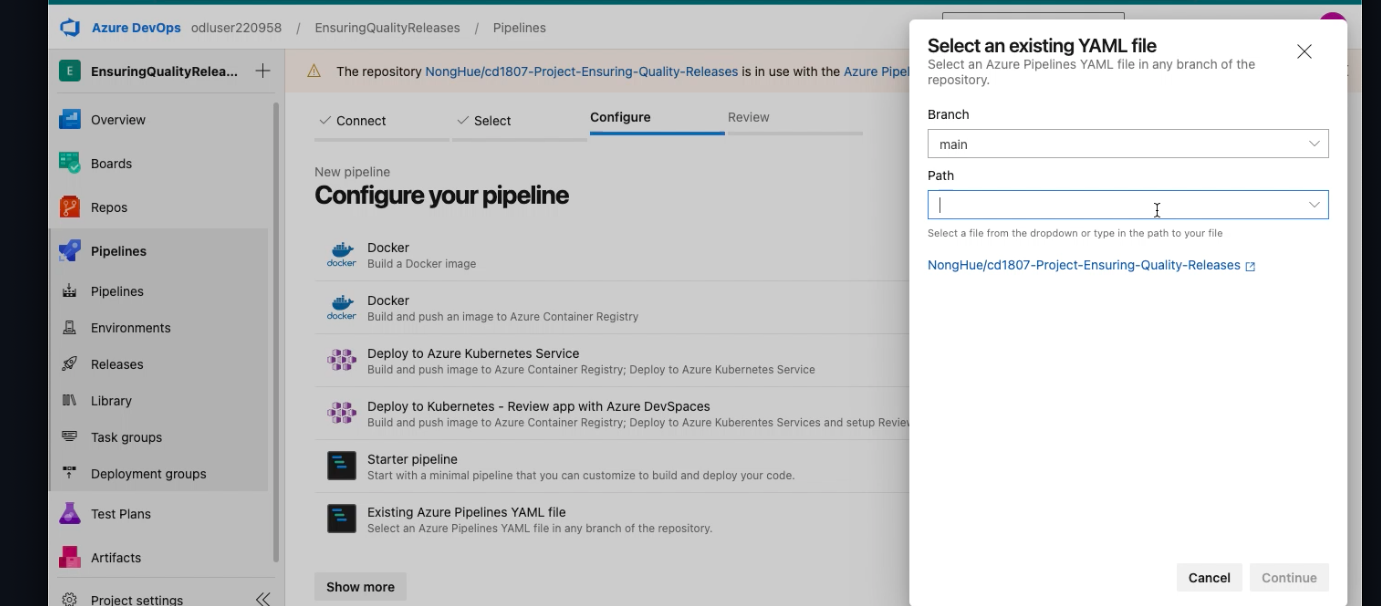 Azure DevOps odluser220958 / EnsuringQualityReleases / Pipelines
E EnsuringQualityRelea...
Overview
Boards
Repos
Pipelines
Pipelines
Environments
Releases
Library
Task groups
Deployment groups
Test Plans
Artifacts
Project settings
The repository NongHue/cd1807-Project-Ensuring-Quality-Releases is in use with the Azure Pipel
Connect
Select
Configure
Review
New pipeline
Configure your pipeline
docker
Docker
Build a Docker image
docker
Docker
Build and push an image to Azure Container Registry
Deploy to Azure Kubernetes Service
Build and push image to Azure Container Registry; Deploy to Azure Kubernetes Service
Deploy to Kubernetes - Review app with Azure DevSpaces
Build and push image to Azure Container Registry; Deploy to Azure Kuberentes Services and setup Review
Starter pipeline
Start with a minimal pipeline that you can customize to build and deploy your code.
Existing Azure Pipelines YAML file
Select an Azure Pipelines YAML file in any branch of the repository.
Show more
Select an existing YAML file
Select an Azure Pipelines YAML file in any branch of the
repository.
Branch
main
Path
Select a file from the dropdown or type in the path to your file
NongHue/cd1807-Project-Ensuring-Quality-Releases
Cancel
Continue